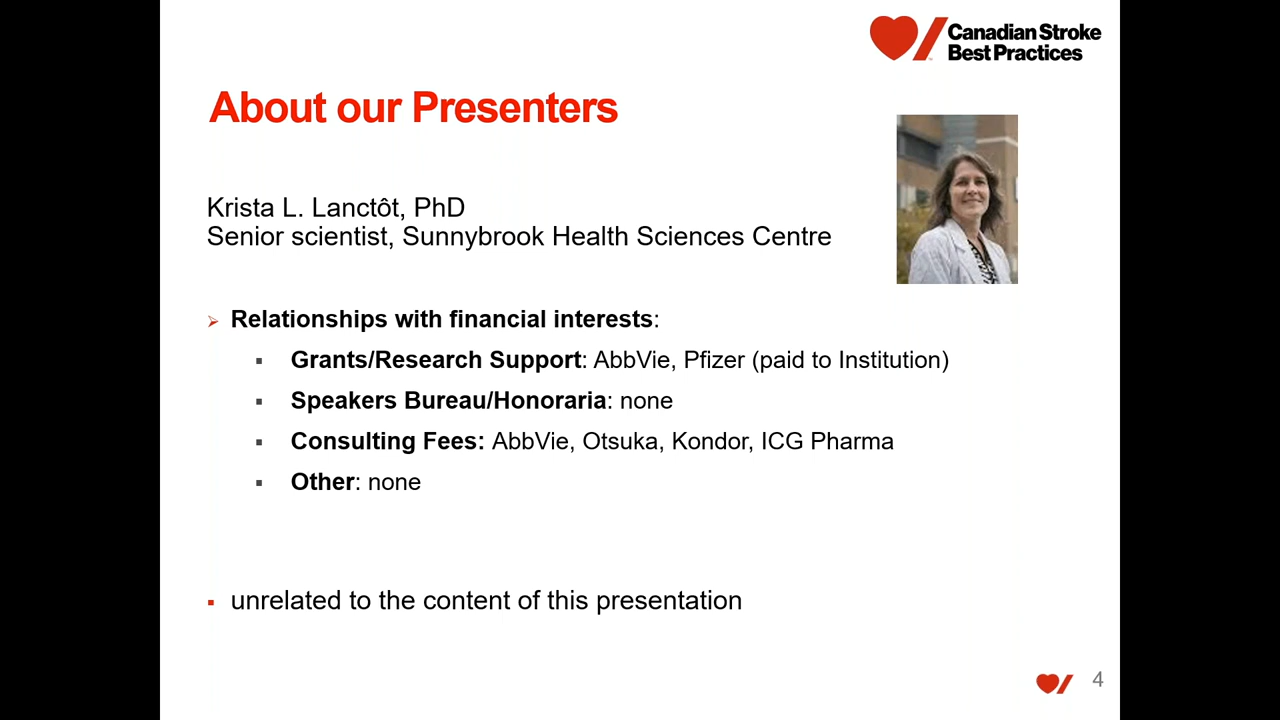 Canadian Stroke
Best Practices
About our Presenters
Krista L. Lanctôt, PhD
Senior scientist, Sunnybrook Health Sciences Centre
➢ Relationships with financial interests:
▪ Grants/Research Support: AbbVie, Pfizer (paid to Institution)
▪ Speakers Bureau/Honoraria: none
▪ Consulting Fees: AbbVie, Otsuka, Kondor, ICG Pharma
▪ Other: none
▪ unrelated to the content of this presentation
4